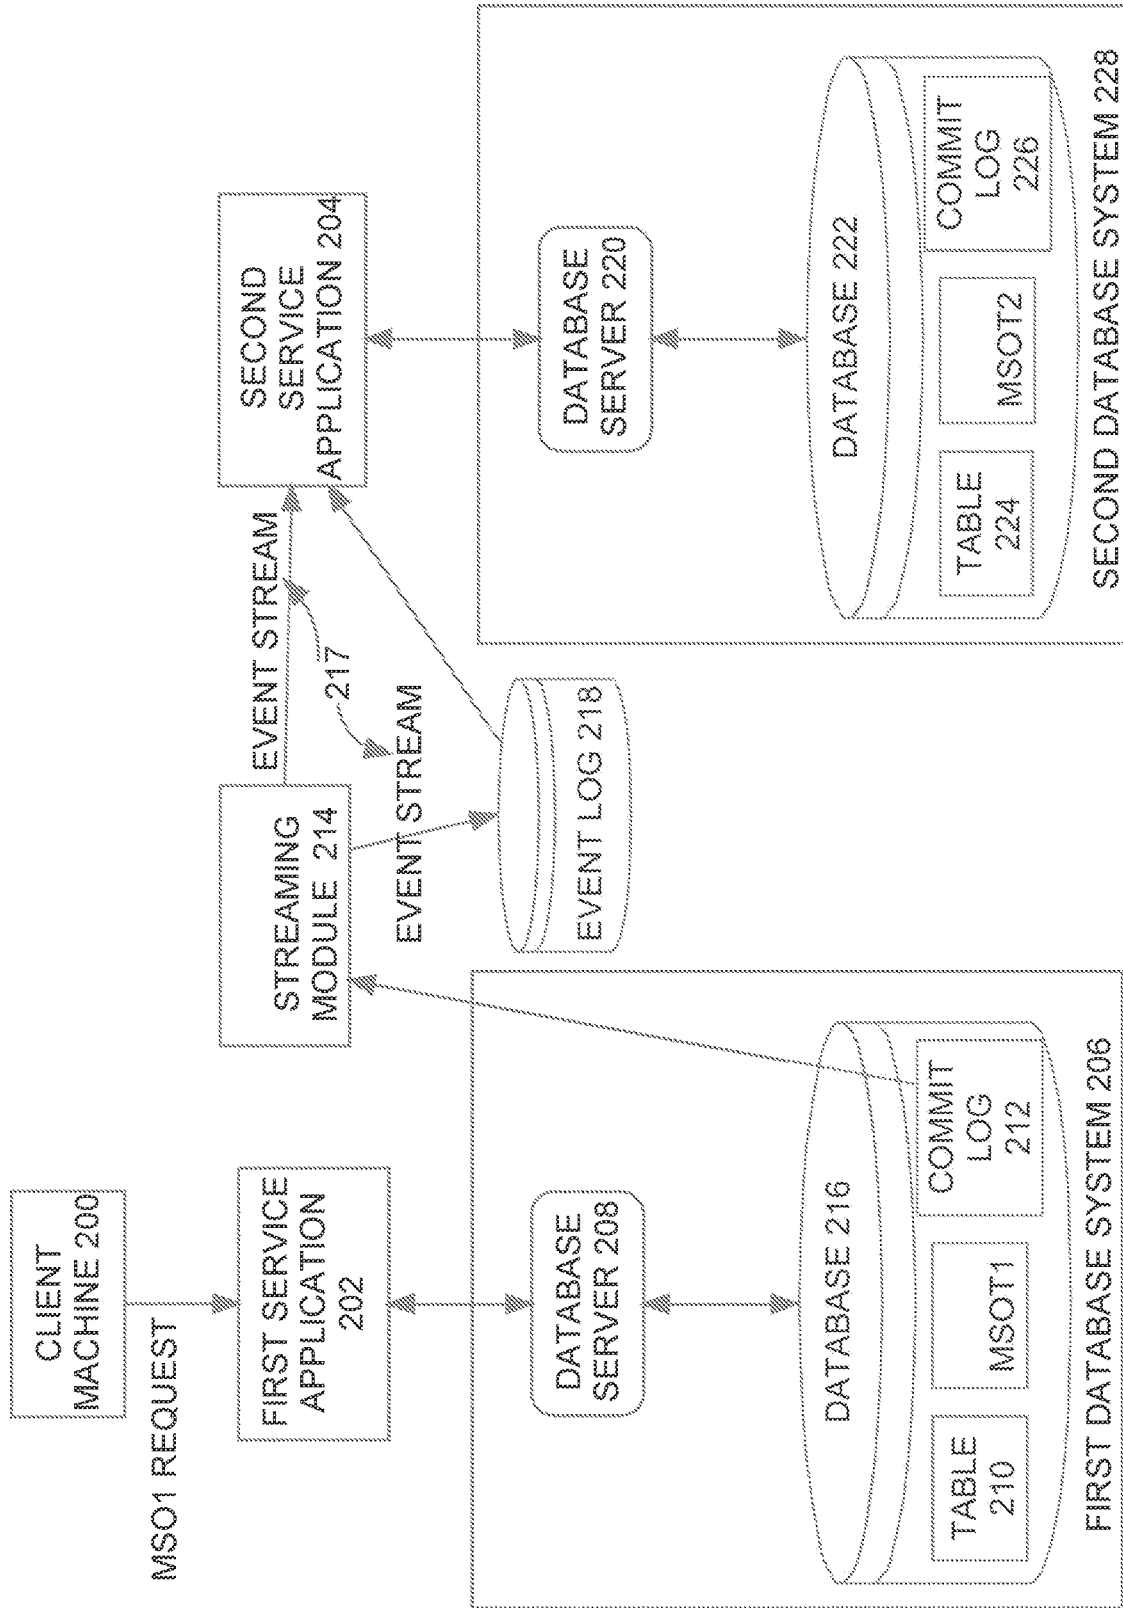 CLIENT
MACHINE 200
MSO1 REQUEST
FIRST SERVICE
APPLICATION
202
DATABASE
SERVER 208
DATABASE 216
TABLE
210
MSOT1
COMMIT
LOG
212
FIRST DATABASE SYSTEM 206
STREAMING
MODULE 214
EVENT STREAM
217
EVENT STREAM
EVENT LOG 218
SECOND
SERVICE
APPLICATION 204
DATABASE
SERVER 220
DATABASE 222
TABLE
224
MSOT2
COMMIT
LOG
226
SECOND DATABASE SYSTEM 228